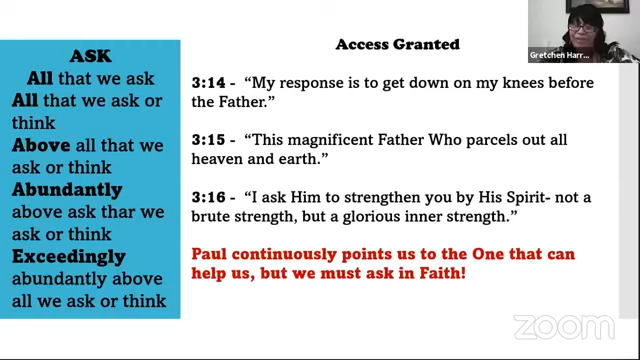 ASK
All that we ask
All that we ask or
think
Above all that we
ask or think
Abundantly
above ask thar we
ask or think
Exceedingly
abundantly above
all we ask or think
Access Granted
3:14 - “My response is to get down on my knees before
the Father.”
3:15 - “This magnificent Father Who parcels out all
heaven and earth.”
3:16 - “I ask Him to strengthen you by His Spirit- not a
brute strength, but a glorious inner strength.”
Paul continuously points us to the One that can
help us, but we must ask in Faith!
Gretchen Harr...
zoom